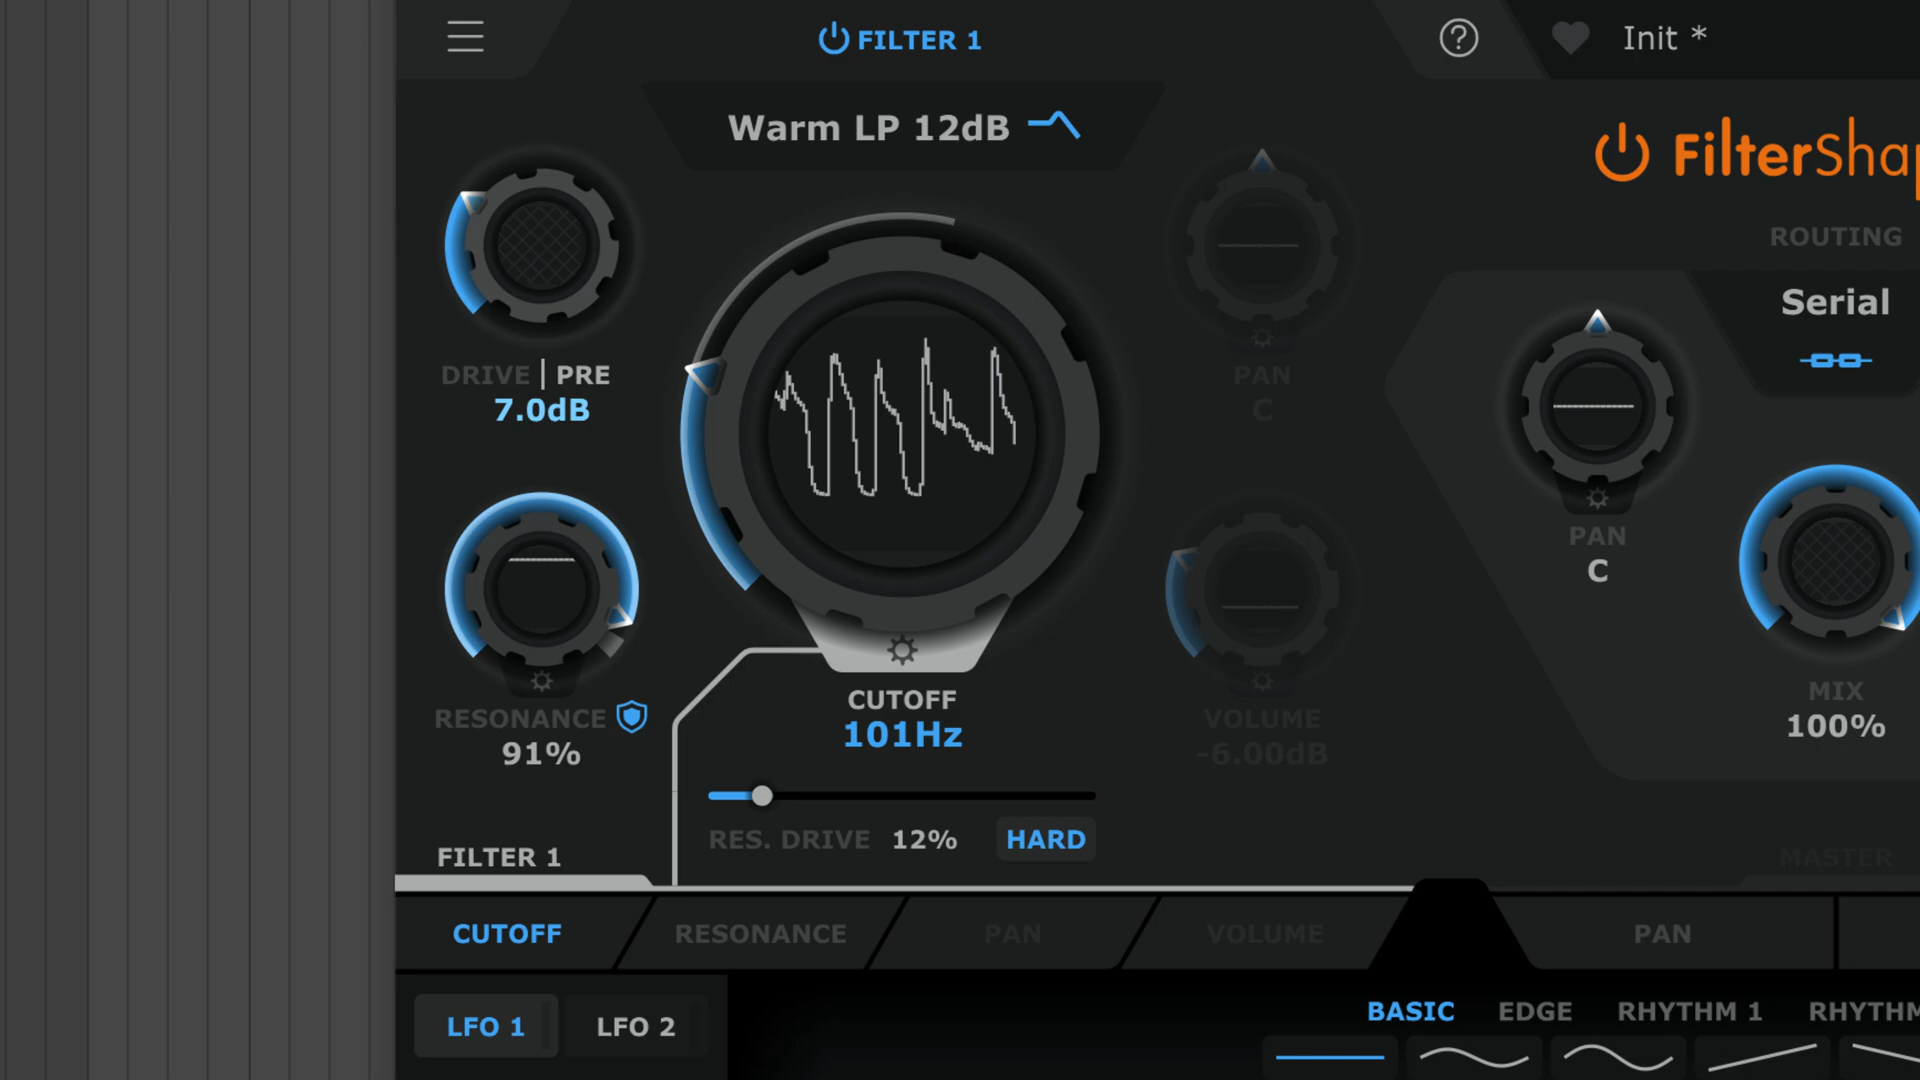 FILTER 1
Init *
Warm LP 12dB
FilterShap
ROUTING
Serial
DRIVE | PRE
7.0dB
PAN
C
PAN
C
RESONANCE
91%
CUTOFF
101Hz
VOLUME
-6.00dB
MIX
100%
RES. DRIVE 12% HARD
FILTER 1
MASTER
CUTOFF RESONANCE PAN VOLUME PAN
LFO 1 LFO 2
BASIC EDGE RHYTHM 1 RHYTHM